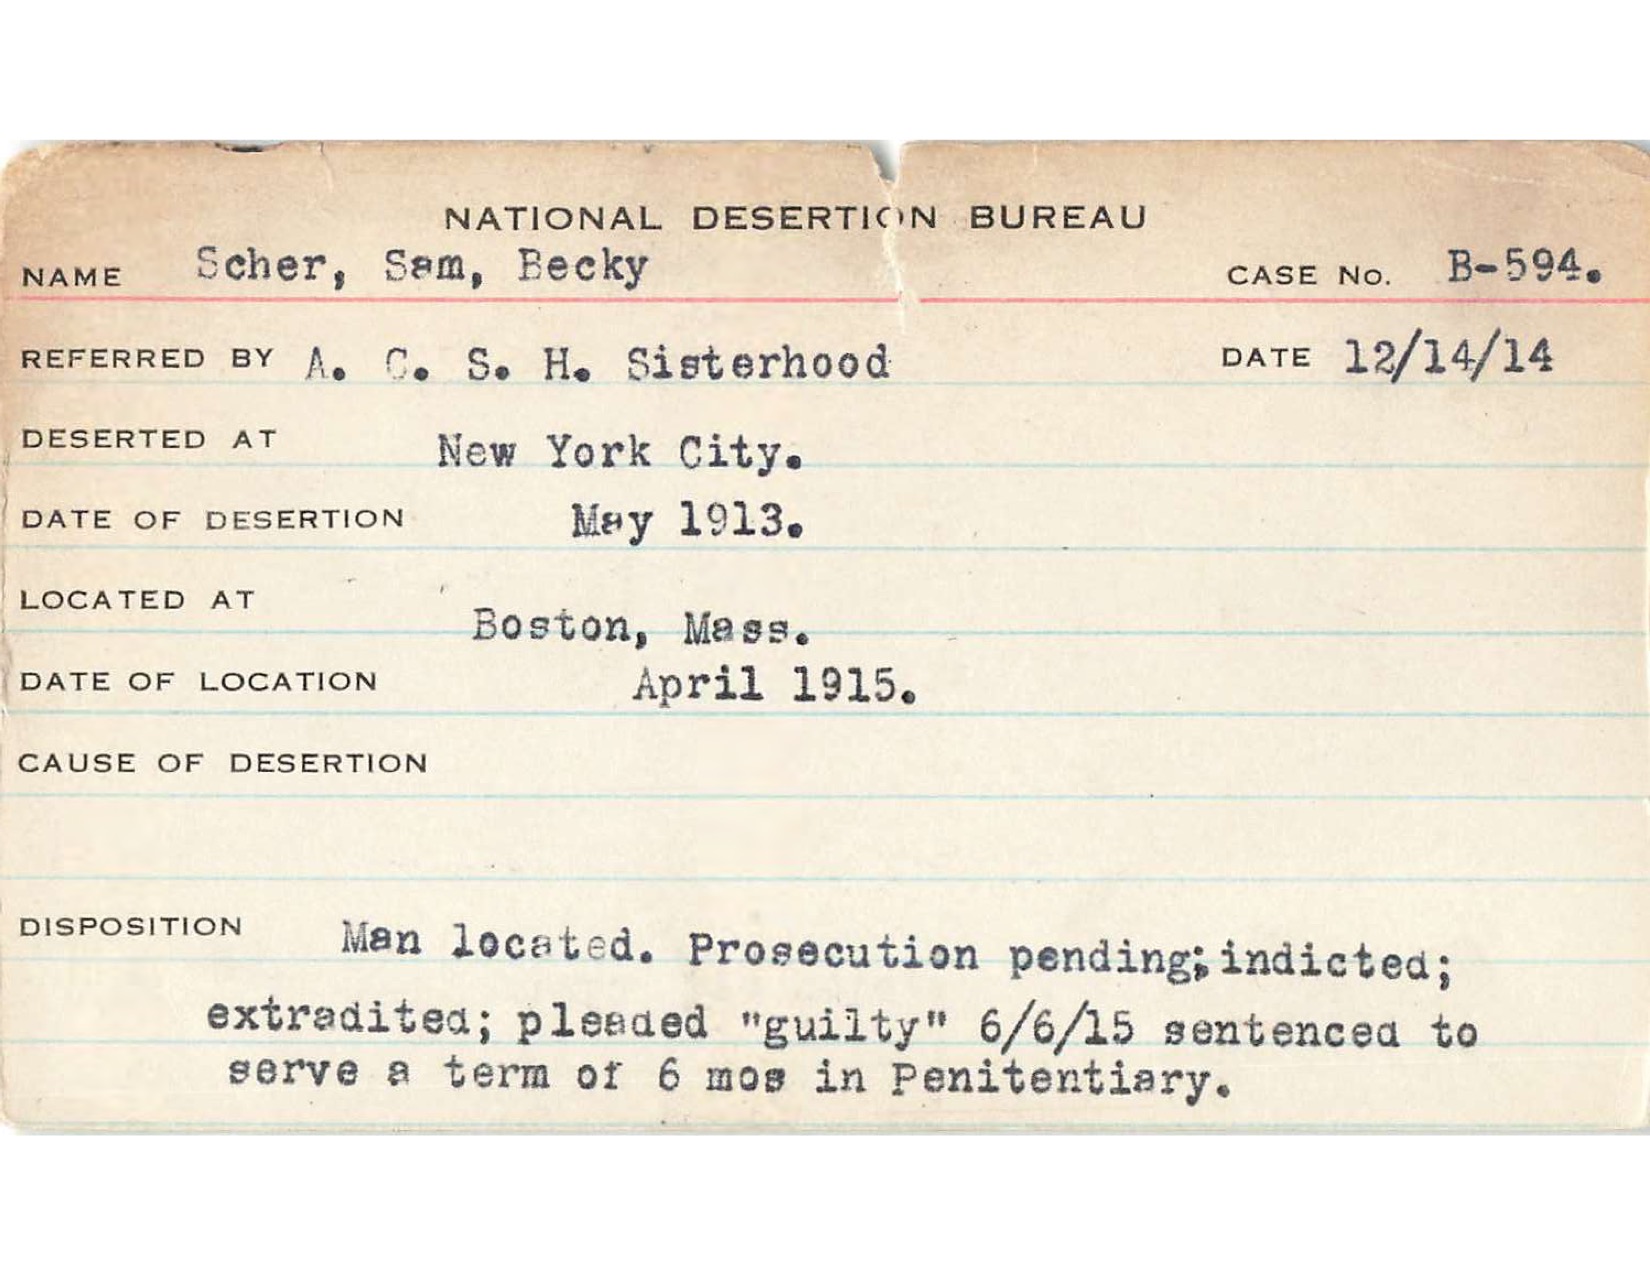 NATIONAL DESERTION BUREAU
NAME Scher, Sam, Becky CASE No. B-594.
REFERRED BY A. C. S. H. Sisterhood DATE 12/14/14
DESERTED AT New York City.
DATE OF DESERTION May 1913.
LOCATED AT Boston, Mass.
DATE OF LOCATION April 1915.
CAUSE OF DESERTION
DISPOSITION Man located. Prosecution pending; indicted;
extradited; pleaded "guilty" 6/6/15 sentenced to
serve a term of 6 mos in Penitentiary.